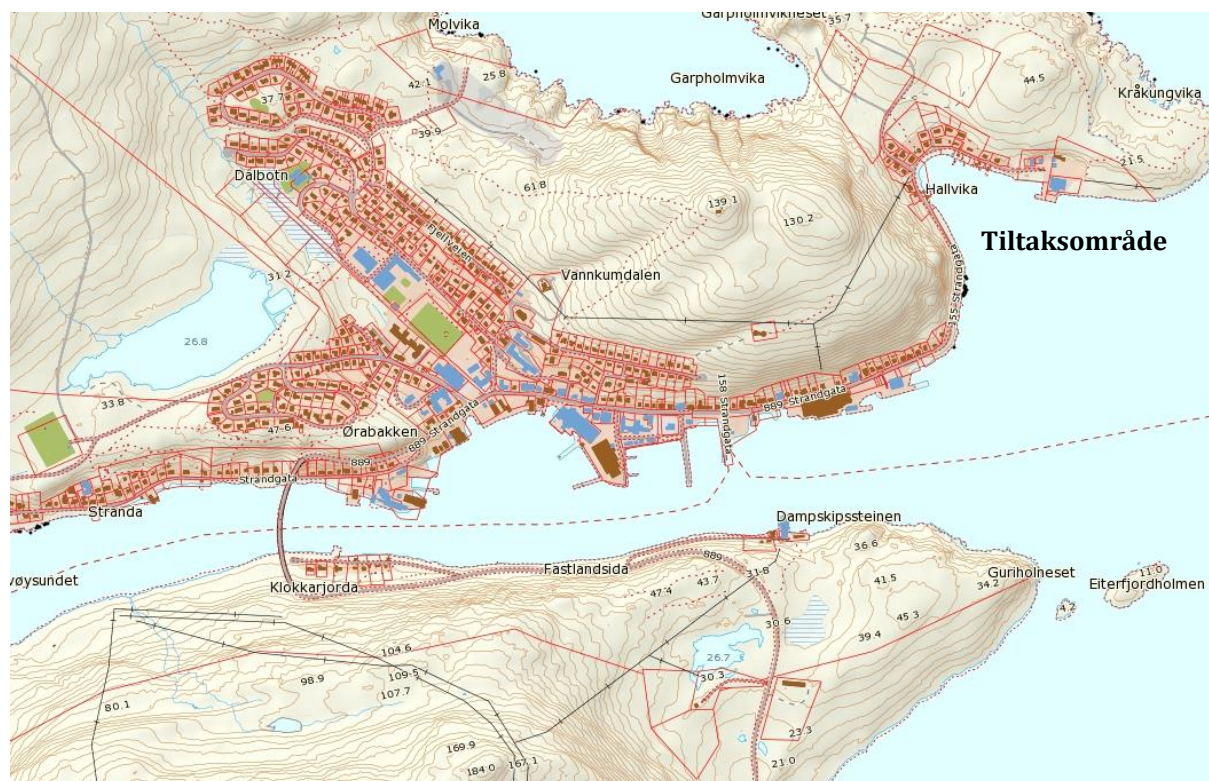 Garpholmvikneset
Molvika
35.7
25.8
Garpholmvika
44.5
42.1
Kråkungvika
37.7
39.9
21.5
Dalbotn
61.8
Hallvika
139.1
130.2
Tiltaksområde
Fjellveien
Vannkumdalen
31.2
155 Strandgata
26.8
158 Strandgata
889 Strandgata
33.8
889 Strandgata
47.6
Ørabakken
889
Strandgata
Stranda
Dampskipssteinen
36.6
889
Fastlandsida
Guriholneset
vøysundet
31.8
41.5
11.0
Klokkarjorda
43.7
34.2
Eiterfjordholmen
47.4
4.2
45.3
30.6
39.4
104.6
26.7
98.9
109.5
30.3
107.7
80.1
23.3
169.9
167.1
184.0
21.0